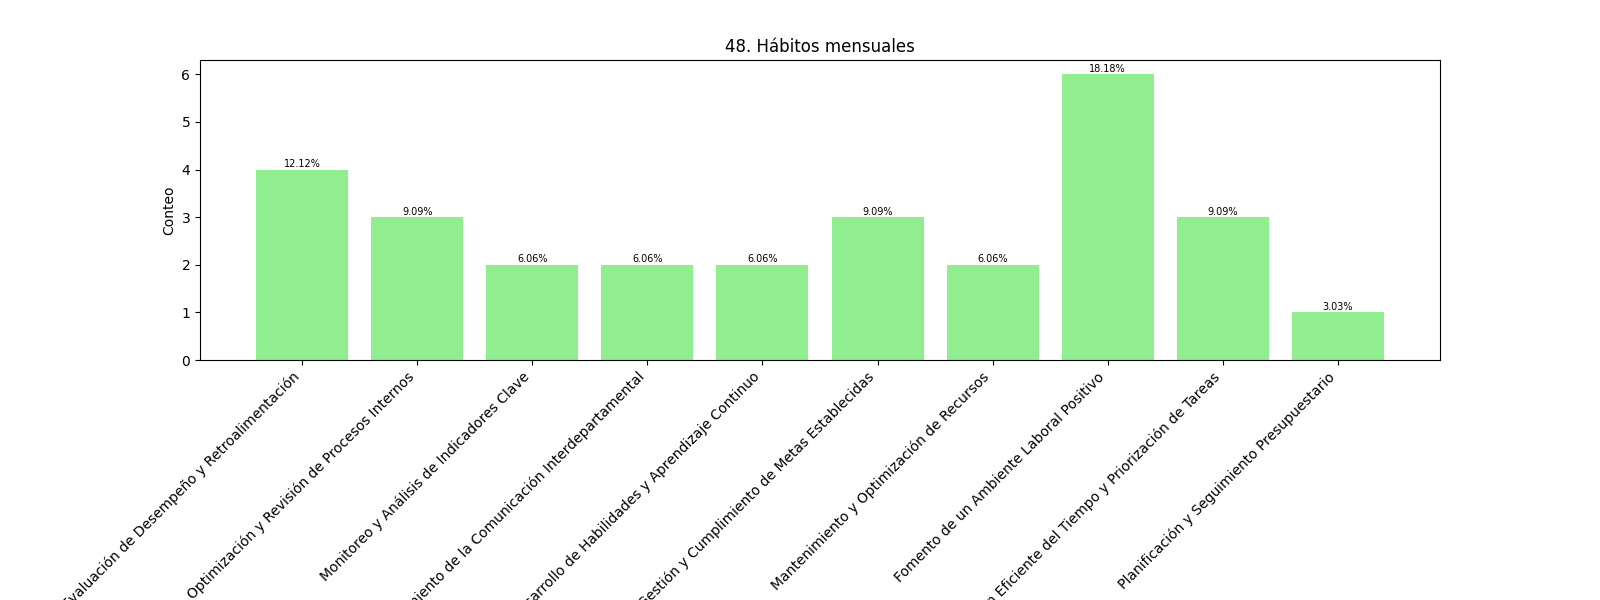 48. Hábitos mensuales
Conteo
6
5
4
3
2
1
0
12.12%
9.09%
6.06%
6.06%
6.06%
9.09%
6.06%
18.18%
9.09%
3.03%
Evaluación de Desempeño y Retroalimentación
Optimización y Revisión de Procesos Internos
Monitoreo y Análisis de Indicadores Clave
de la Comunicación Interdepartamental
de Habilidades y Aprendizaje Continuo
Gestión y Cumplimiento de Metas Establecidas
Mantenimiento y Optimización de Recursos
Fomento de un Ambiente Laboral Positivo
Eficiente del Tiempo y Priorización de Tareas
Planificación y Seguimiento Presupuestario